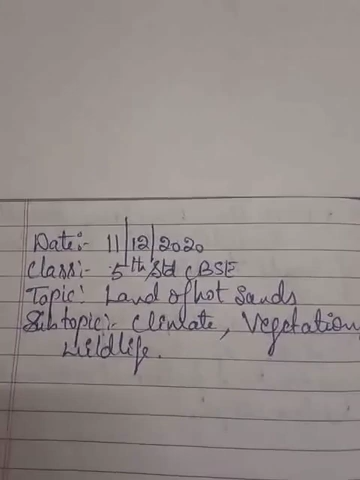 Date:- 11/12/2020
Class:- 5th Std CBSE
Topic: Land of hot Sands
Subtopic:- Climate, Vegetation,
Wildlife.